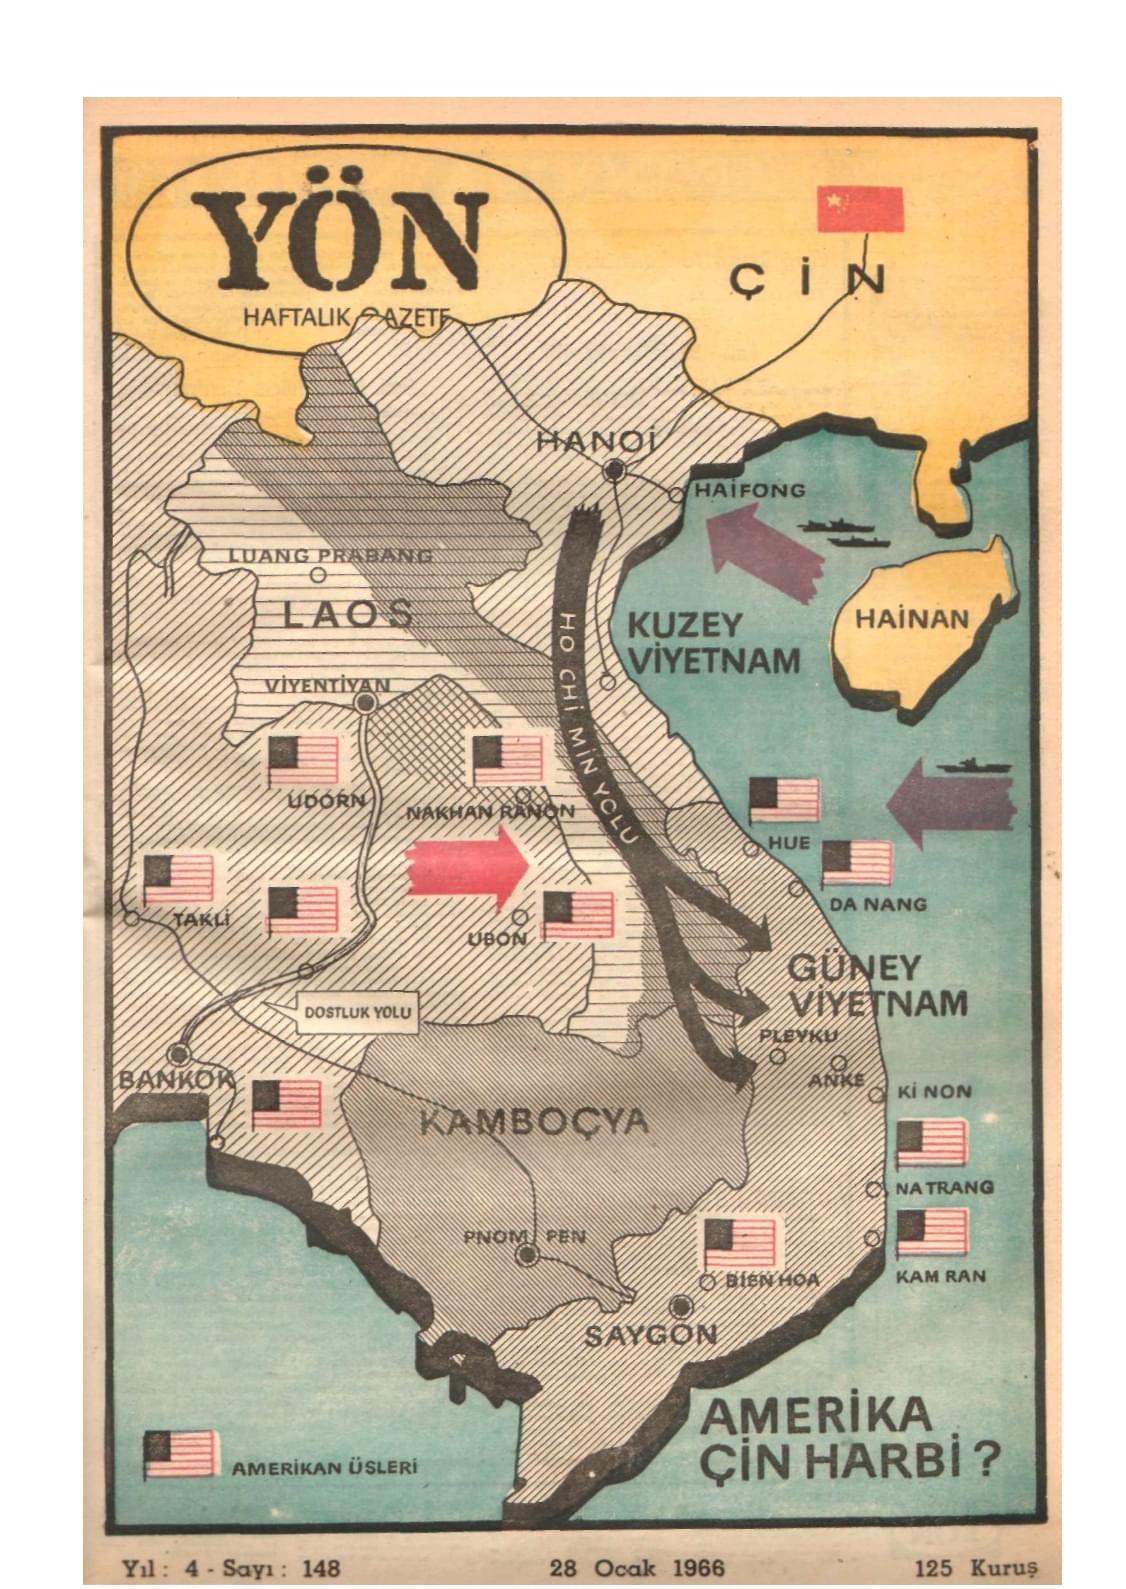 YÖN
HAFTALIK GAZETE
ÇİN
HANOİ
HAİFONG
LUANG PRABANG
LAOS
HO CHİ MİN YOLU
KUZEY
VİYETNAM
HAİNAN
VİYENTİYAN
UDORN
NAKHAN RANON
HUE
TAKLİ
UBON
DA NANG
GÜNEY
VİYETNAM
DOSTLUK YOLU
PLEYKU
BANKOK
ANKE
Kİ NON
KAMBOÇYA
NA TRANG
PNOM PEN
BİEN HOA
KAM RAN
SAYGON
AMERİKA
ÇİN HARBİ ?
AMERİKAN ÜSLERİ
Yıl : 4 - Sayı : 148
28 Ocak 1966
125 Kuruş